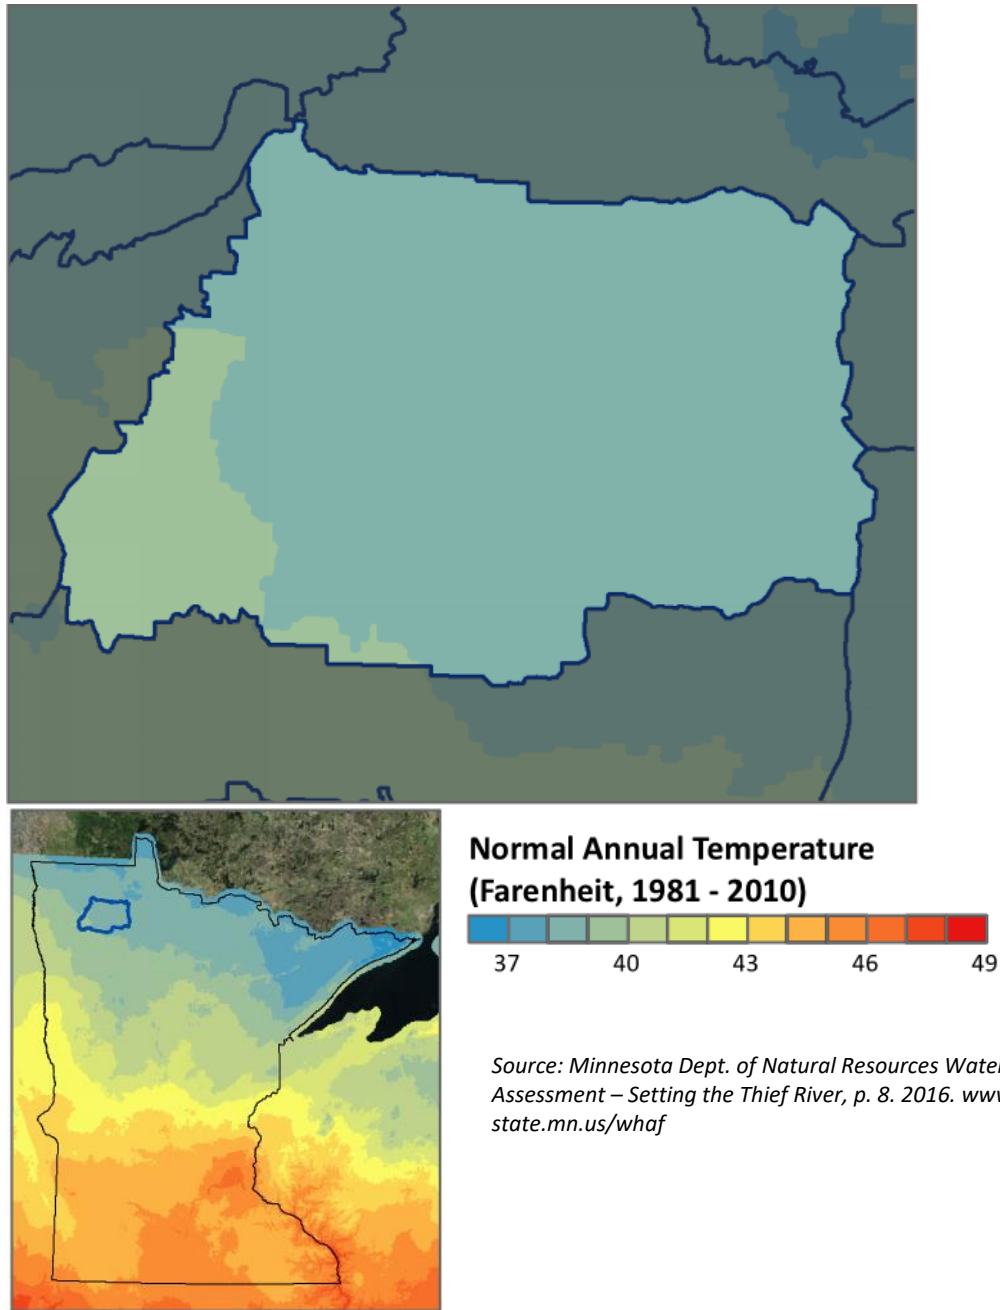 Normal Annual Temperature
(Farenheit, 1981 - 2010)
37 40 43 46 49
Source: Minnesota Dept. of Natural Resources Water
Assessment – Setting the Thief River, p. 8. 2016. www
state.mn.us/whaf